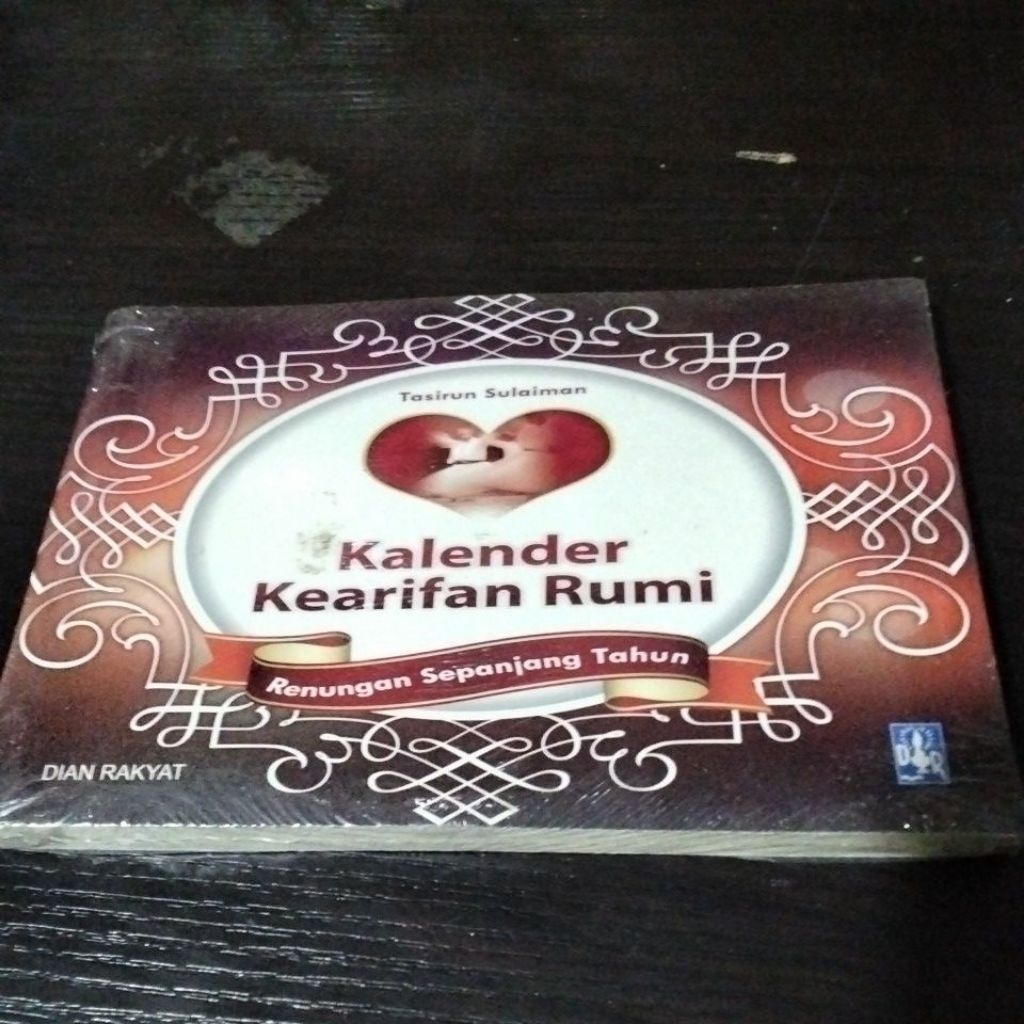 Tasirun Sulaiman
Kalender
Kearifan Rumi
Renungan Sepanjang Tahun
DIAN RAKYAT
D R